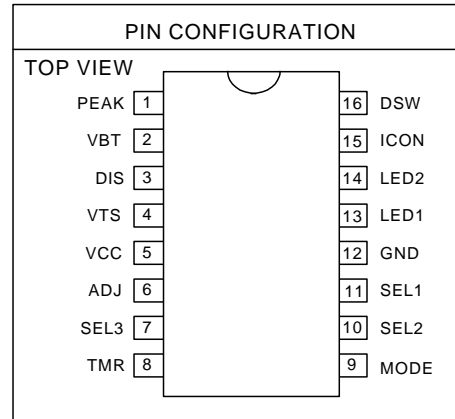 PIN CONFIGURATION
TOP VIEW
PEAK 1 16 DSW
VBT 2 15 ICON
DIS 3 14 LED2
VTS 4 13 LED1
VCC 5 12 GND
ADJ 6 11 SEL1
SEL3 7 10 SEL2
TMR 8 9 MODE